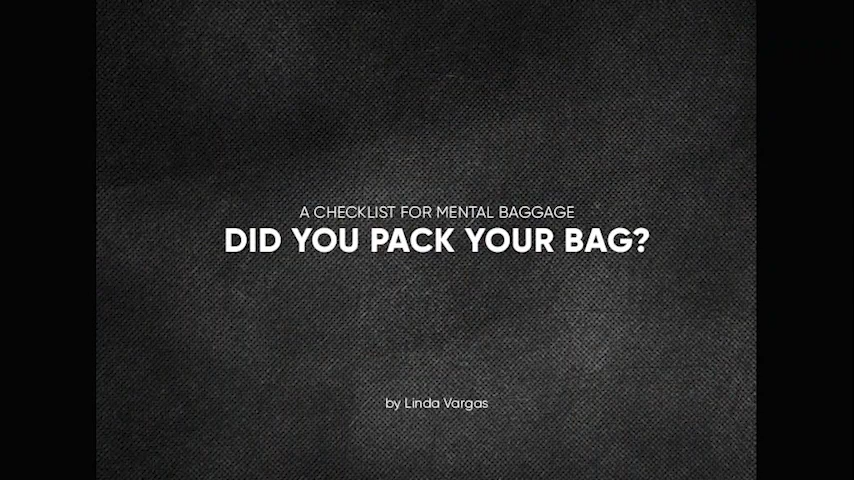 A CHECKLIST FOR MENTAL BAGGAGE
DID YOU PACK YOUR BAG?
by Linda Vargas